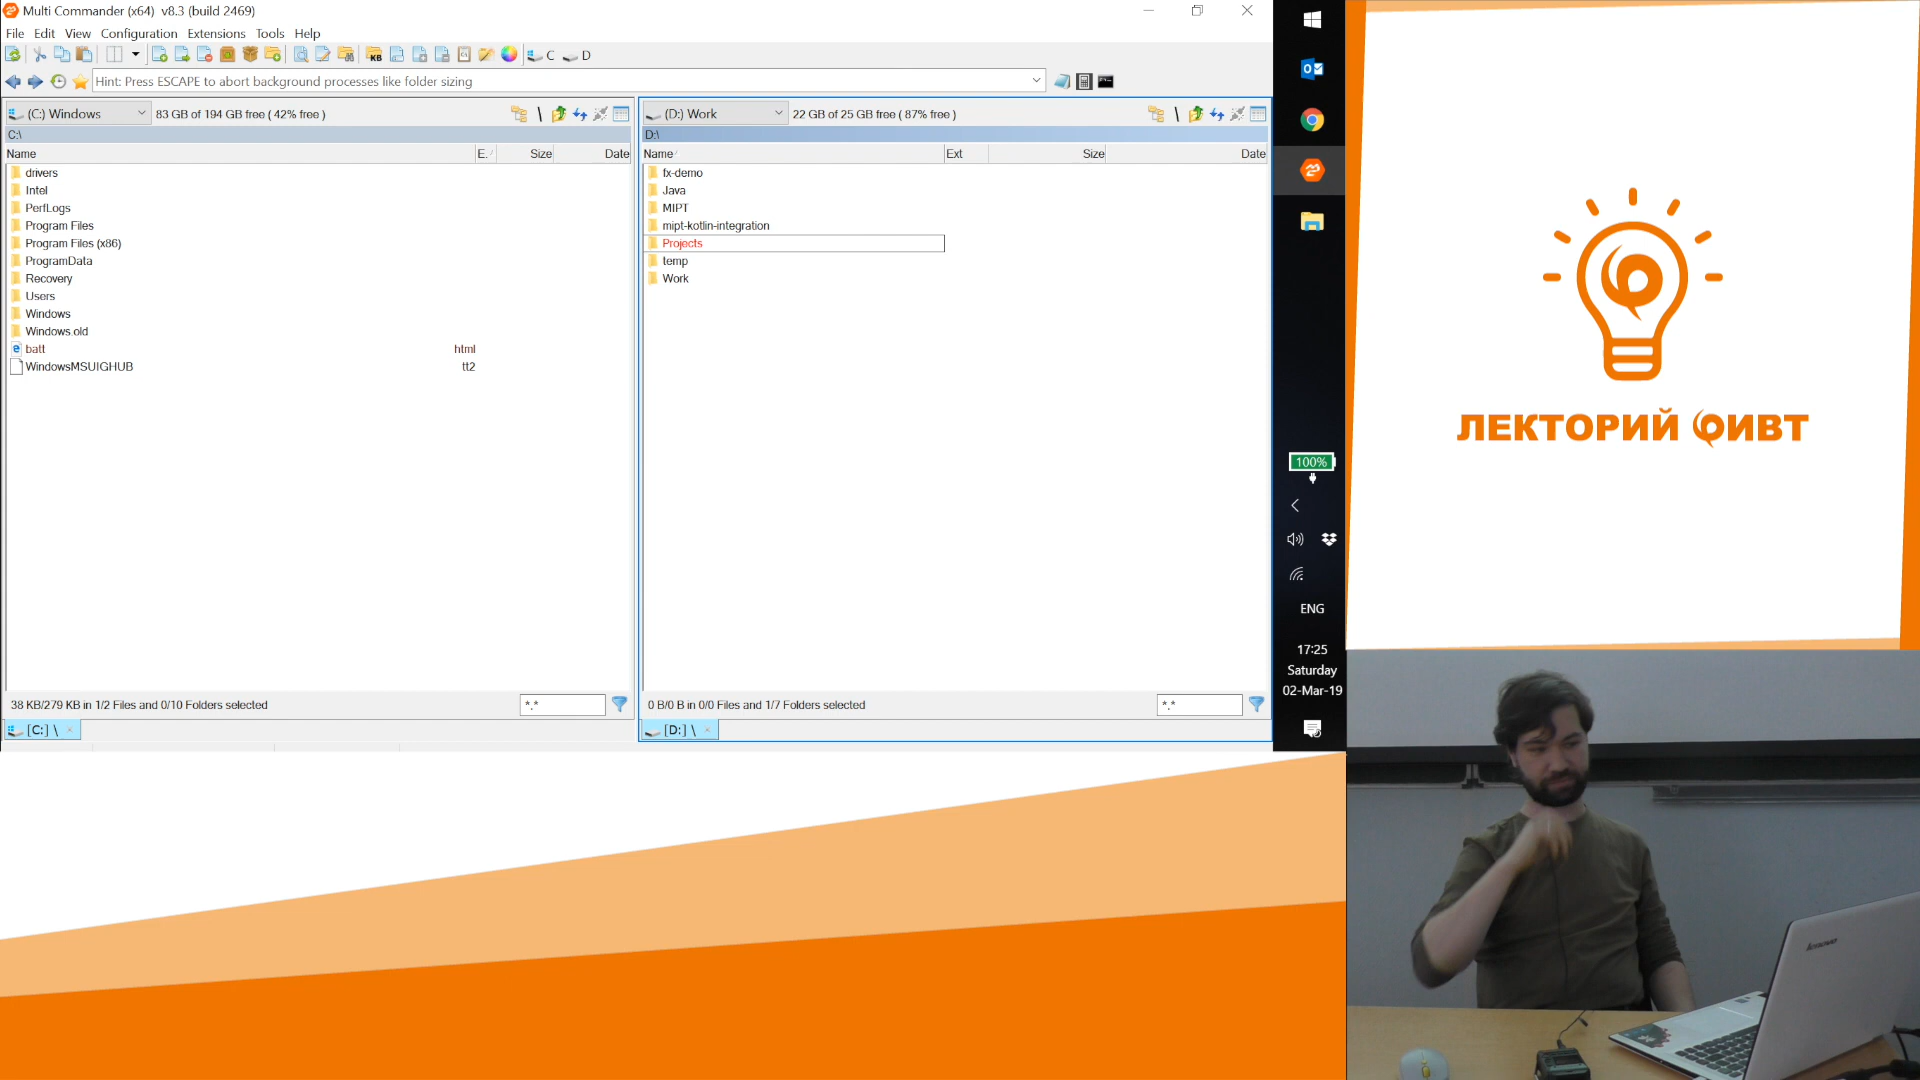 Multi Commander (x64) v8.3 (build 2469)
File Edit View Configuration Extensions Tools Help
KB
C D
Hint: Press ESCAPE to abort background processes like folder sizing
(C:) Windows 83 GB of 194 GB free ( 42% free ) \
C:\
Name E. Size Date
drivers
Intel
PerfLogs
Program Files
Program Files (x86)
ProgramData
Recovery
Users
Windows
Windows.old
batt html
WindowsMSUIGHUB tt2
38 KB/279 KB in 1/2 Files and 0/10 Folders selected *.*
[C:] \
(D:) Work 22 GB of 25 GB free ( 87% free ) \
D:\
Name Ext Size Date
fx-demo
Java
MIPT
mipt-kotlin-integration
Projects
temp
Work
0 B/0 B in 0/0 Files and 1/7 Folders selected *.*
[D:] \
100%
ENG
17:25
Saturday
02-Mar-19
ЛЕКТОРИЙ ФИВТ
lenovo